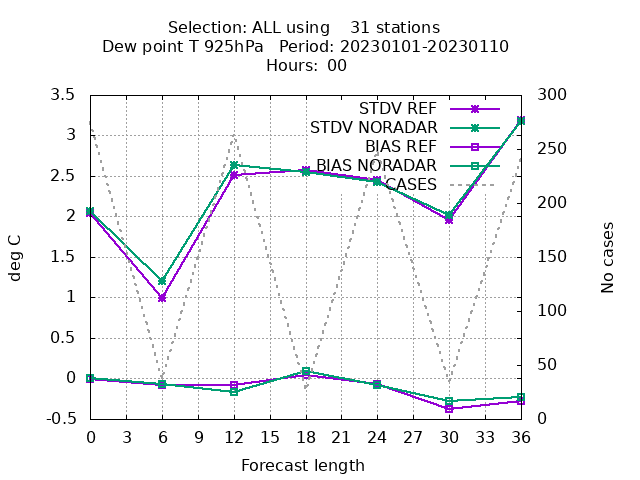 Selection: ALL using    31 stations
Dew point T 925hPa   Period: 20230101-20230110
Hours:  00
STDV REF
STDV NORADAR
BIAS REF
BIAS NORADAR
CASES
deg C
3.5
3
2.5
2
1.5
1
0.5
0
-0.5
No cases
300
250
200
150
100
50
0
0 3 6 9 12 15 18 21 24 27 30 33 36
Forecast length